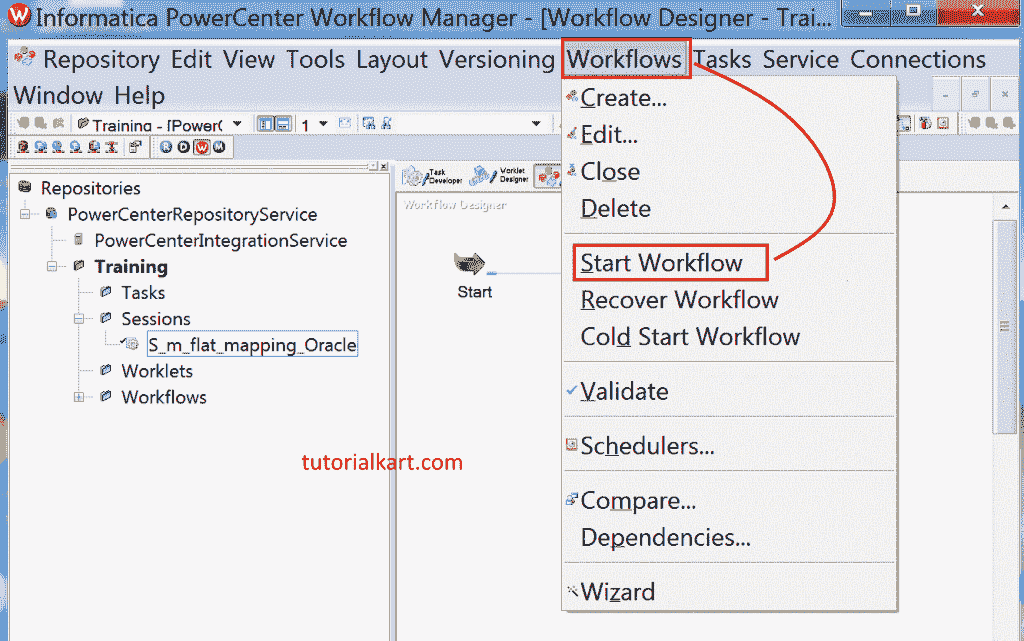 Informatica PowerCenter Workflow Manager - [Workflow Designer - Trai...
Repository Edit View Tools Layout Versioning Workflows Tasks Service Connections
Window Help
Training - [PowerC
1
Repositories
PowerCenterRepositoryService
PowerCenterIntegrationService
Training
Tasks
Sessions
S_m_flat_mapping_Oracle
Worklets
Workflows
tutorialkart.com
Task
Developer
Worklet
Designer
Workflow Designer
Start
Create...
Edit...
Close
Delete
Start Workflow
Recover Workflow
Cold Start Workflow
Validate
Schedulers...
Compare...
Dependencies...
Wizard